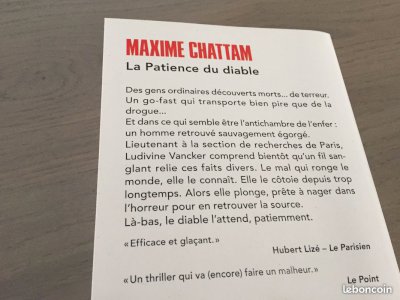 MAXIME CHATTAM
La Patience du diable
Des gens ordinaires découverts morts... de terreur.
Un go-fast qui transporte bien pire que de la
drogue...
Et dans ce qui semble être l'antichambre de l'enfer :
un homme retrouvé sauvagement égorgé.
Lieutenant à la section de recherches de Paris,
Ludivine Vancker comprend bientôt qu'un fil san-
glant relie ces faits divers. Le mal qui ronge le
monde, elle le connaît. Elle le côtoie depuis trop
longtemps. Alors elle plonge, prête à nager dans
l'horreur pour en retrouver la source.
Là-bas, le diable l'attend, patiemment.
« Efficace et glaçant. »
Hubert Lizé – Le Parisien
« Un thriller qui va (encore) faire un malheur. »
Le Point
leboncoin